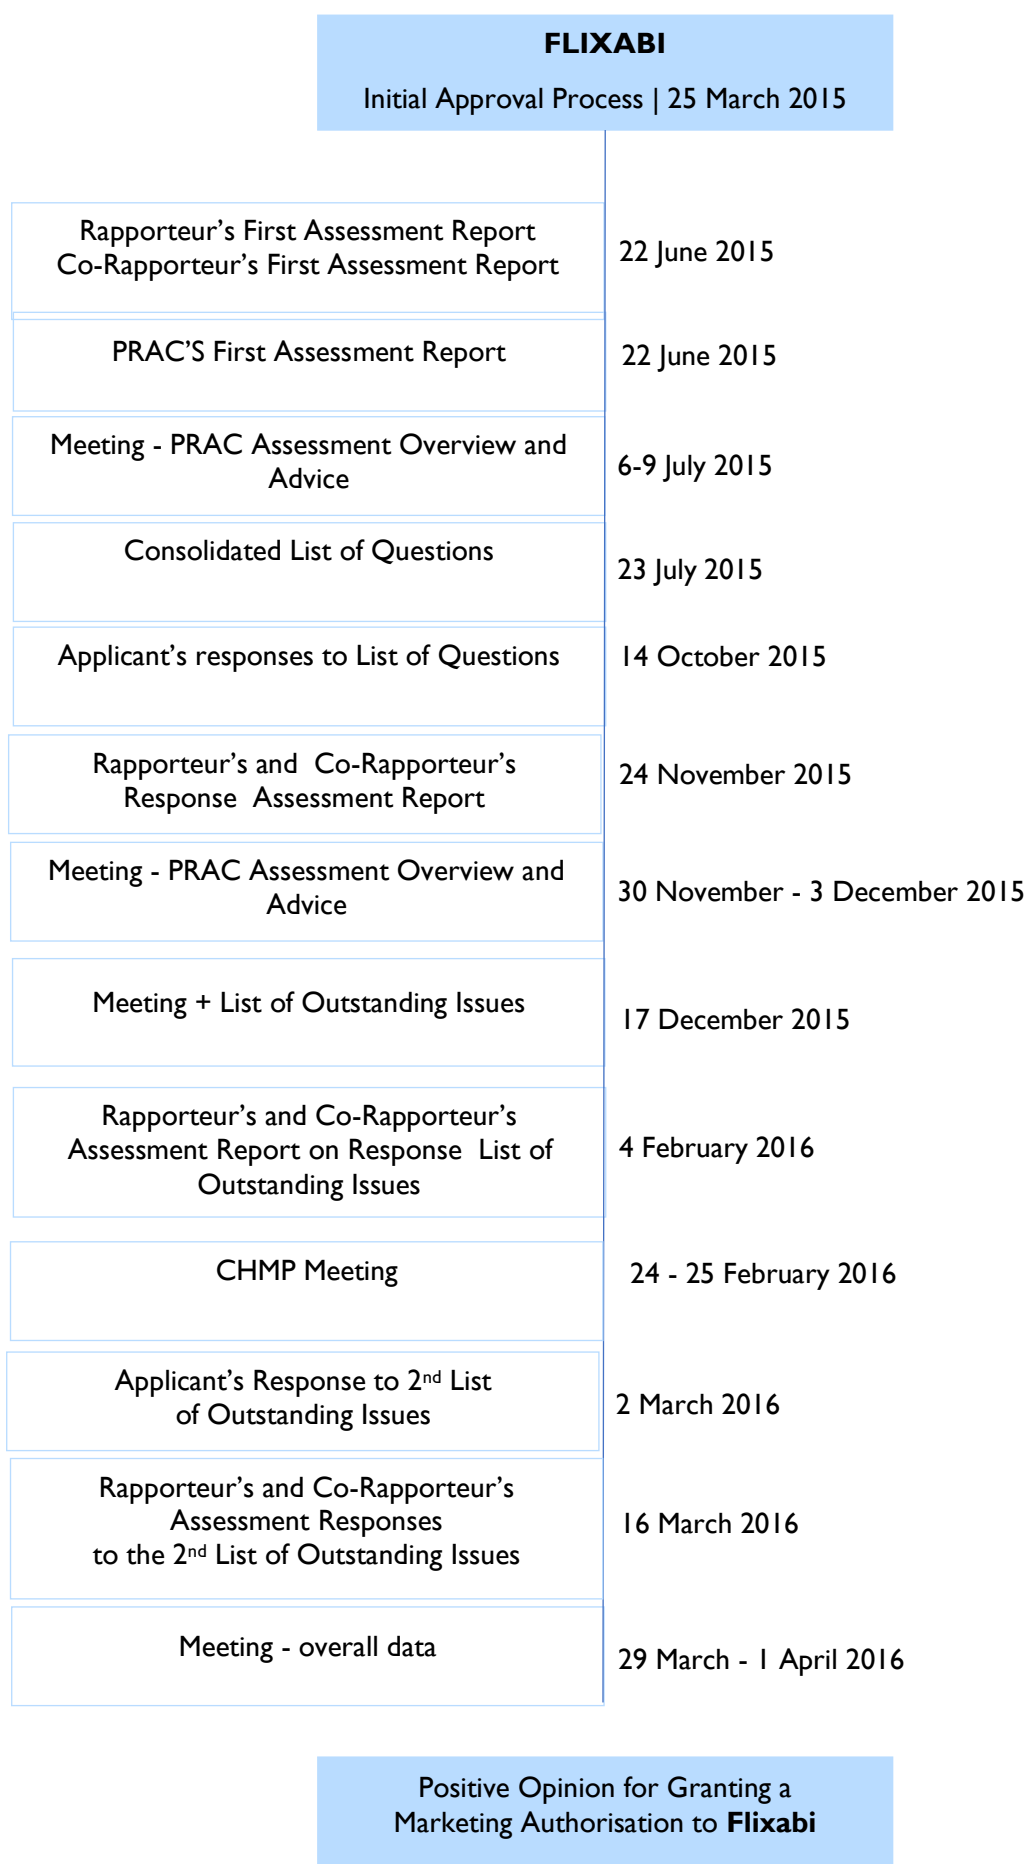 FLIXABI
Initial Approval Process | 25 March 2015
Rapporteur’s First Assessment Report
Co-Rapporteur’s First Assessment Report
22 June 2015
PRAC’S First Assessment Report
22 June 2015
Meeting - PRAC Assessment Overview and
Advice
6-9 July 2015
Consolidated List of Questions
23 July 2015
Applicant’s responses to List of Questions
14 October 2015
Rapporteur’s and  Co-Rapporteur’s
Response  Assessment Report
24 November 2015
Meeting - PRAC Assessment Overview and
Advice
30 November - 3 December 2015
Meeting + List of Outstanding Issues
17 December 2015
Rapporteur’s and Co-Rapporteur’s
Assessment Report on Response  List of
Outstanding Issues
4 February 2016
CHMP Meeting
24 - 25 February 2016
Applicant’s Response to 2nd List
of Outstanding Issues
2 March 2016
Rapporteur’s and Co-Rapporteur’s
Assessment Responses
to the 2nd List of Outstanding Issues
16 March 2016
Meeting - overall data
29 March - 1 April 2016
Positive Opinion for Granting a
Marketing Authorisation to Flixabi